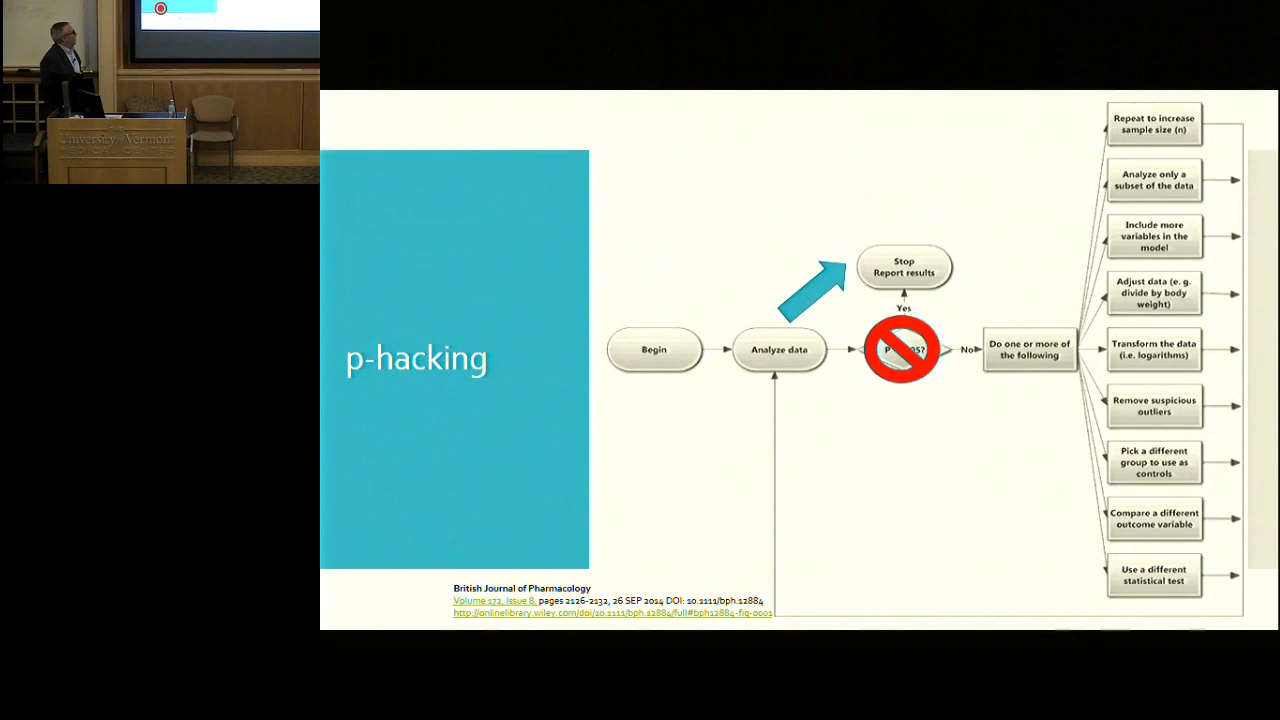 University of Vermont
MEDICAL CENTER
p-hacking
Begin
Analyze data
Stop
Report results
Yes
P
05?
No
Do one or more of
the following
Repeat to increase
sample size (n)
Analyze only a
subset of the data
Include more
variables in the
model
Adjust data (e. g.
divide by body
weight)
Transform the data
(i.e. logarithms)
Remove suspicious
outliers
Pick a different
group to use as
controls
Compare a different
outcome variable
Use a different
statistical test
British Journal of Pharmacology
Volume 172, Issue 8, pages 2126-2132, 26 SEP 2014 DOI: 10.1111/bph.12884
http://onlinelibrary.wiley.com/doi/10.1111/bph.12884/full#bph12884-fig-0001